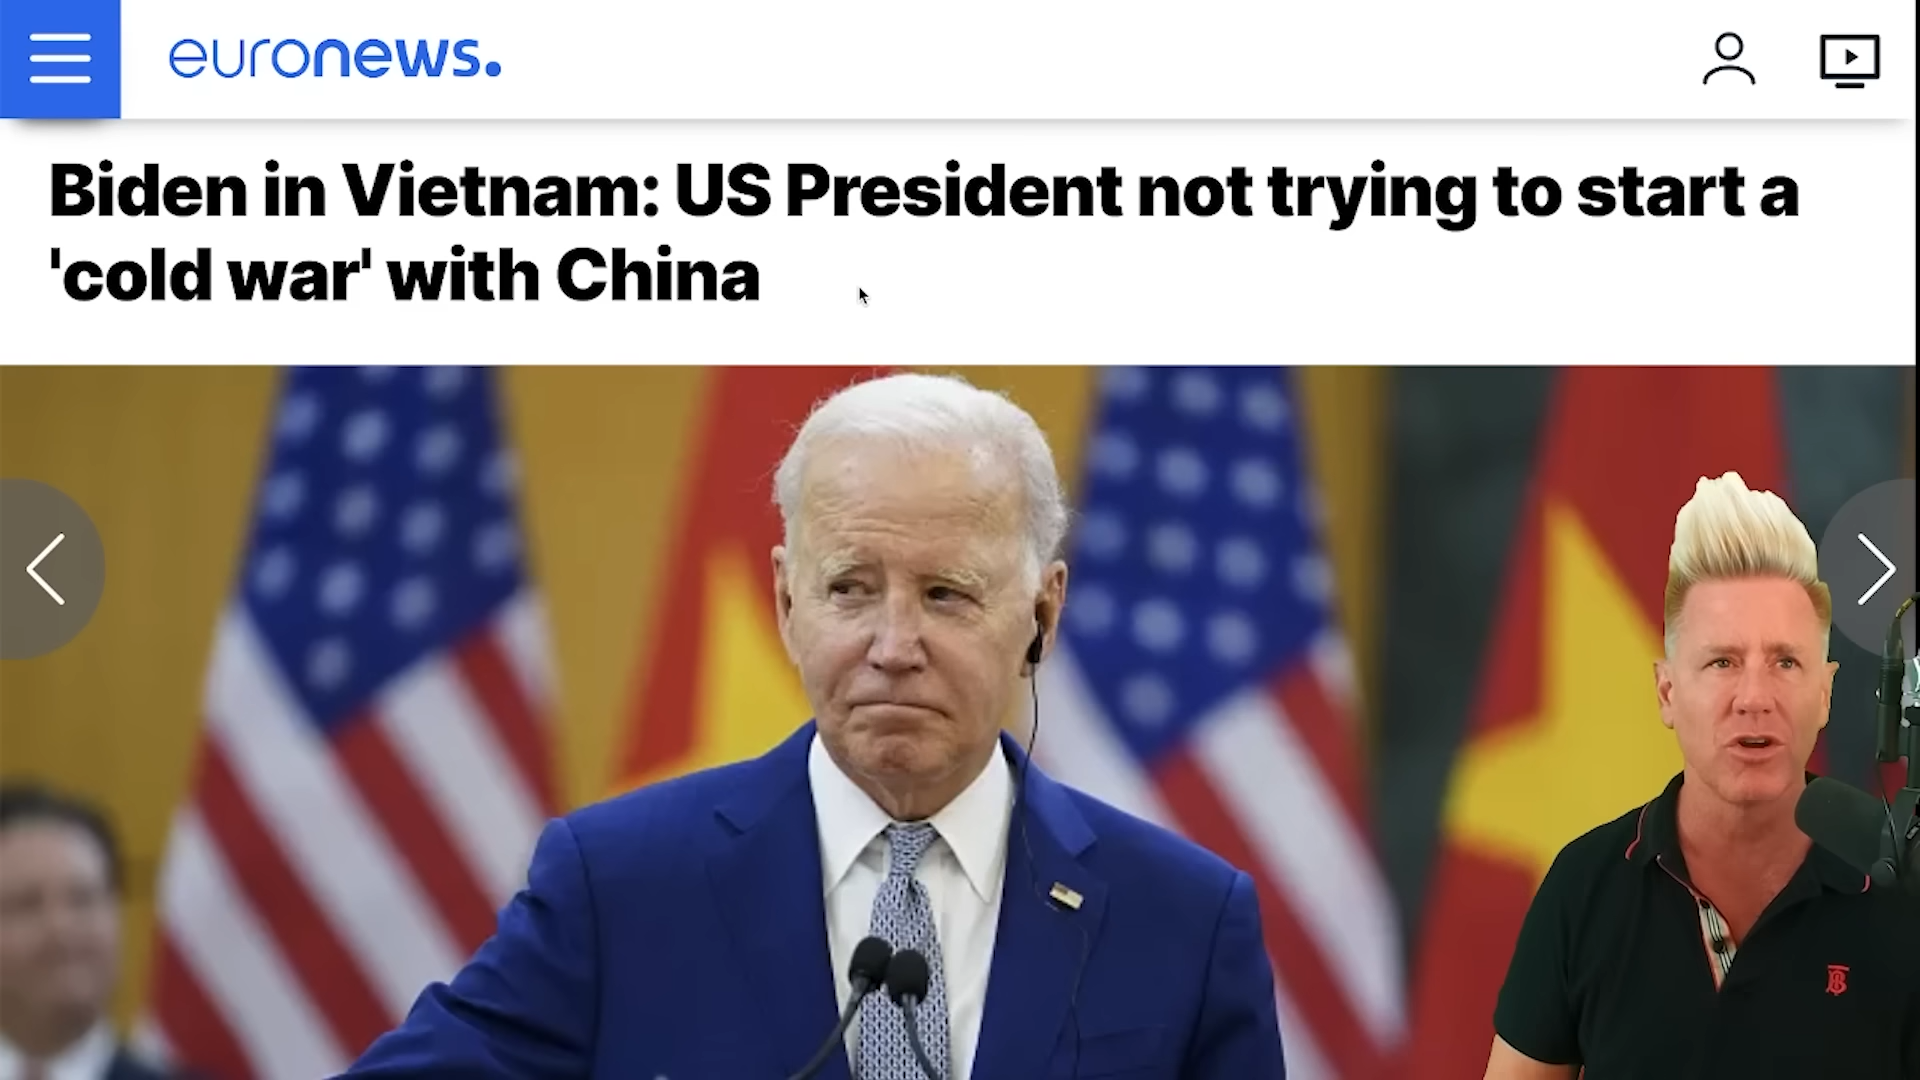 euronews.
Biden in Vietnam: US President not trying to start a
'cold war' with China